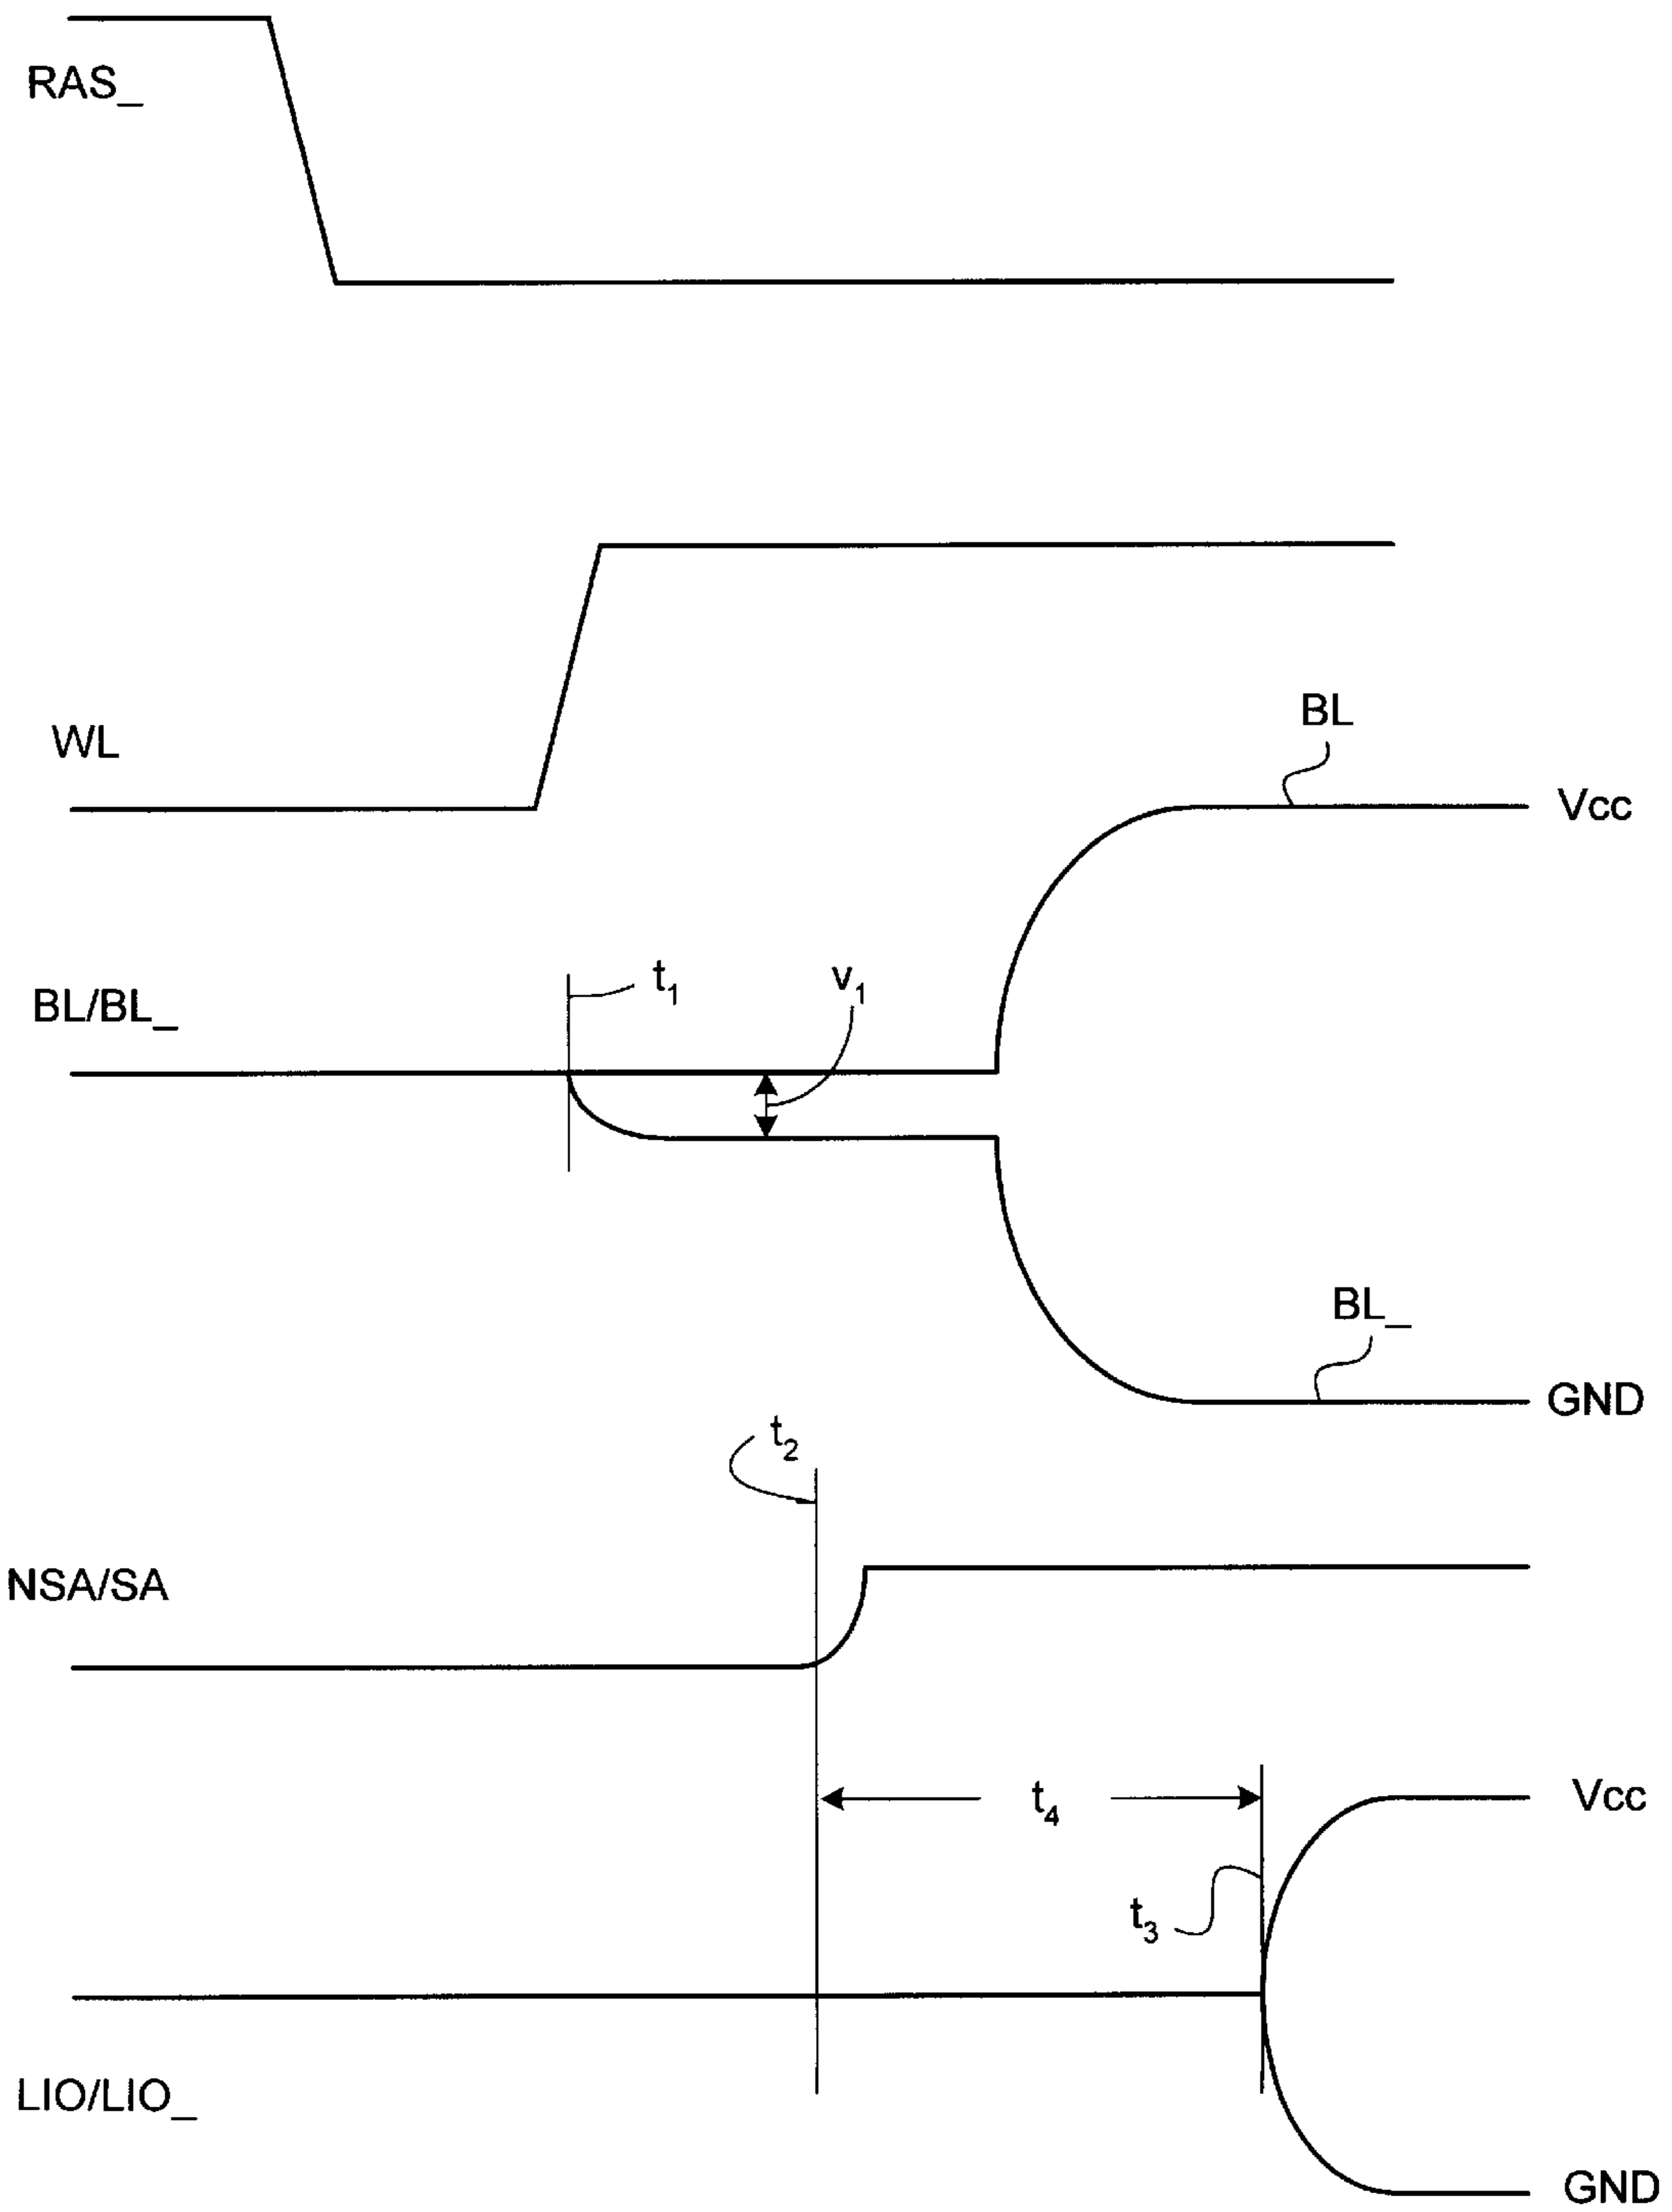 RAS_
WL
BL
Vcc
t1
v1
BL/BL_
BL_
GND
t2
NSA/SA
t4
Vcc
t3
LIO/LIO_
GND